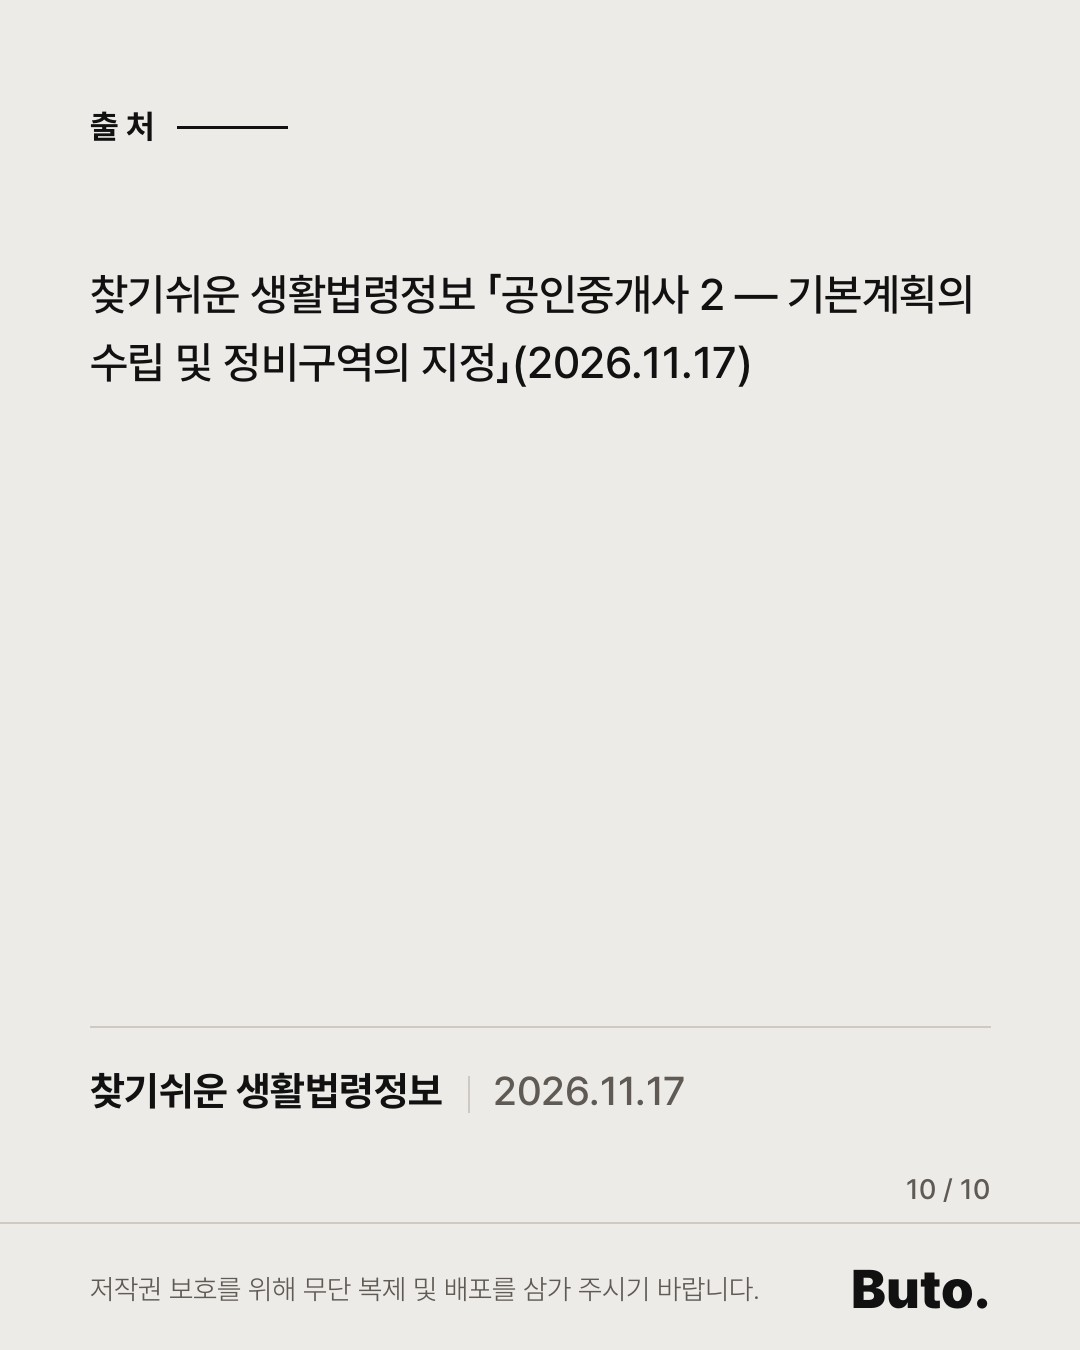 출처
찾기쉬운 생활법령정보 「공인중개사 2 — 기본계획의
수립 및 정비구역의 지정」(2026.11.17)
찾기쉬운 생활법령정보 | 2026.11.17
10 / 10
저작권 보호를 위해 무단 복제 및 배포를 삼가 주시기 바랍니다.
Buto.